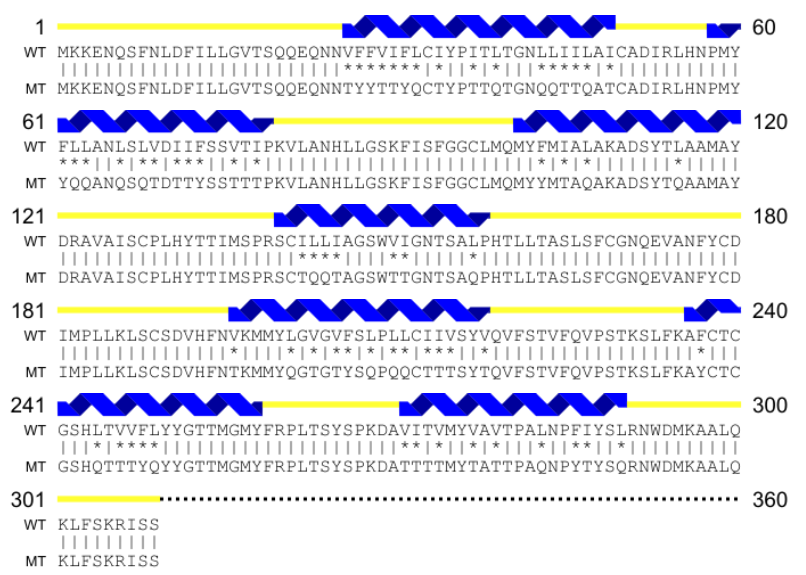 1 60
WT MKKENQSFNLDFILLGVTSQQEQNNVFFVIFLCIYPITLTGNLLIILAICADIRLHNPMY
MT MKKENQSFNLDFILLGVTSQQEQNNTYYTTYQCTYPTTQTGNQQTTQATCADIRLHNPMY
61 120
WT FLLANLSLVDIIFSSVTIPKVLANHLLGSKFISFGGCLMQMYFMIALAKADSYTLAAMAY
MT YQQANQSQTDTTYSSTTTPKVLANHLLGSKFISFGGCLMQMYYMTAQAKADSYTQAAMAY
121 180
WT DRAVAISCPLHYTTIMSPRSCILLIAGSWVIGNTSALPHTLLTASLSFCGNQEVANFYCD
MT DRAVAISCPLHYTTIMSPRSCTQQTAGSWTTGNTSAQPHTLLTASLSFCGNQEVANFYCD
181 240
WT IMPLLKLSCSDVHFNVKMMYLGVGVFSLPLLCIIVSYVQVFSTVFQVPSTKSLFKAFCTC
MT IMPLLKLSCSDVHFNTKMMYQGTGTYSQPQQCTTTSYTQVFSTVFQVPSTKSLFKAYCTC
241 300
WT GSHLTVVFLYYGTTMGMYFRPLTSYSPKDAVITVMYVAVTPALNPFIYSLRNWDMKAALQ
MT GSHQTTTYQYYGTTMGMYFRPLTSYSPKDATTTTMYTATTPAQNPYTYSQRNWDMKAALQ
301 360
WT KLFSKRISS
MT KLFSKRISS